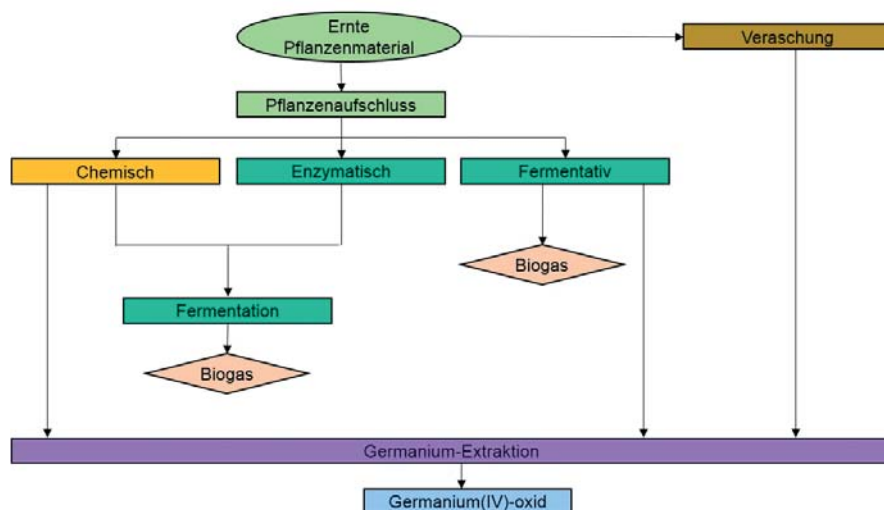 Ernte
Pflanzenmaterial
Veraschung
Pflanzenaufschluss
Chemisch
Enzymatisch
Fermentativ
Biogas
Fermentation
Biogas
Germanium-Extraktion
Germanium(IV)-oxid